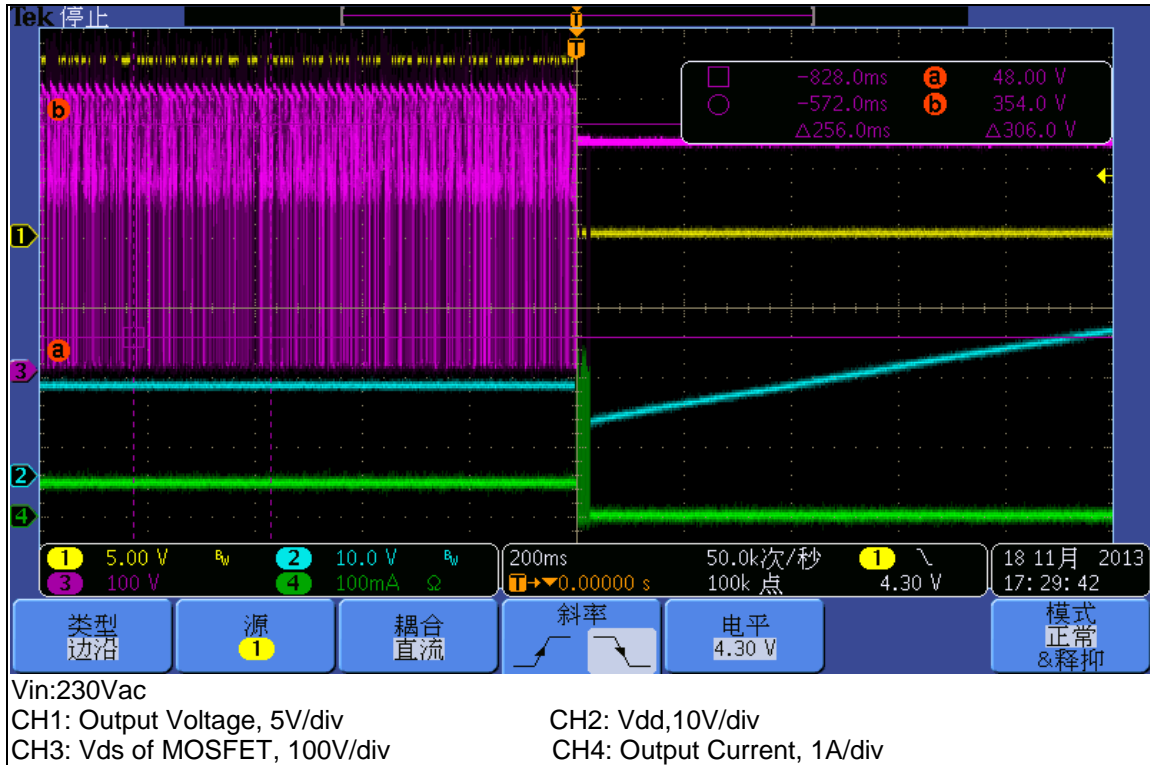 Tek 停止
T
T
-828.0ms a 48.00 V
b -572.0ms b 354.0 V
△256.0ms △306.0 V
1
a
3
2
4
1 5.00 V BW 2 10.0 V BW 200ms 50.0k次/秒 1 4.30 V 18 11月 2013
3 100 V 4 100mA Ω T→▼0.00000 s 100k 点 17:29:42
类型 源 耦合 斜率 电平 模式
边沿 1 直流 4.30 V 正常
&释抑
Vin:230Vac
CH1: Output Voltage, 5V/div CH2: Vdd,10V/div
CH3: Vds of MOSFET, 100V/div CH4: Output Current, 1A/div